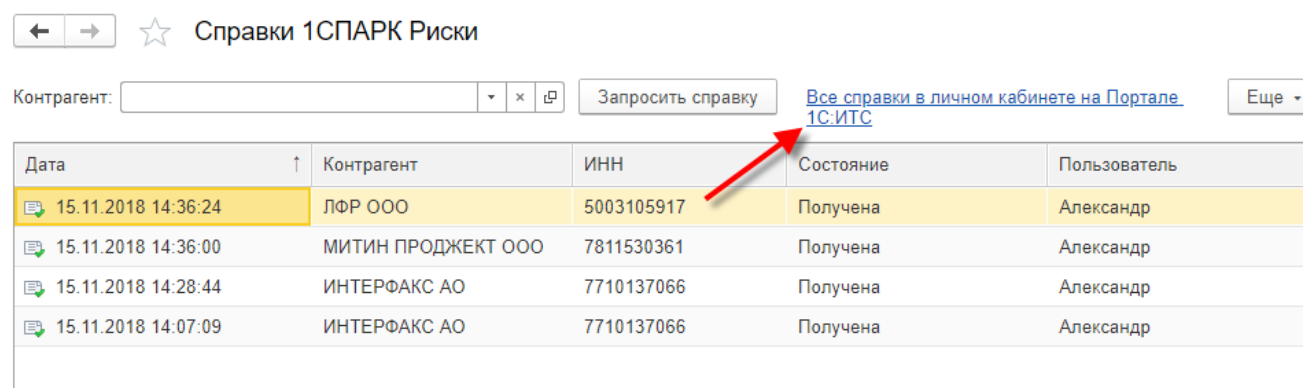 Справки 1СПАРК Риски
Контрагент: Запросить справку Все справки в личном кабинете на Портале Еще
1С:ИТС
Дата ↑ Контрагент ИНН Состояние Пользователь
15.11.2018 14:36:24 ЛФР ООО 5003105917 Получена Александр
15.11.2018 14:36:00 МИТИН ПРОДЖЕКТ ООО 7811530361 Получена Александр
15.11.2018 14:28:44 ИНТЕРФАКС АО 7710137066 Получена Александр
15.11.2018 14:07:09 ИНТЕРФАКС АО 7710137066 Получена Александр